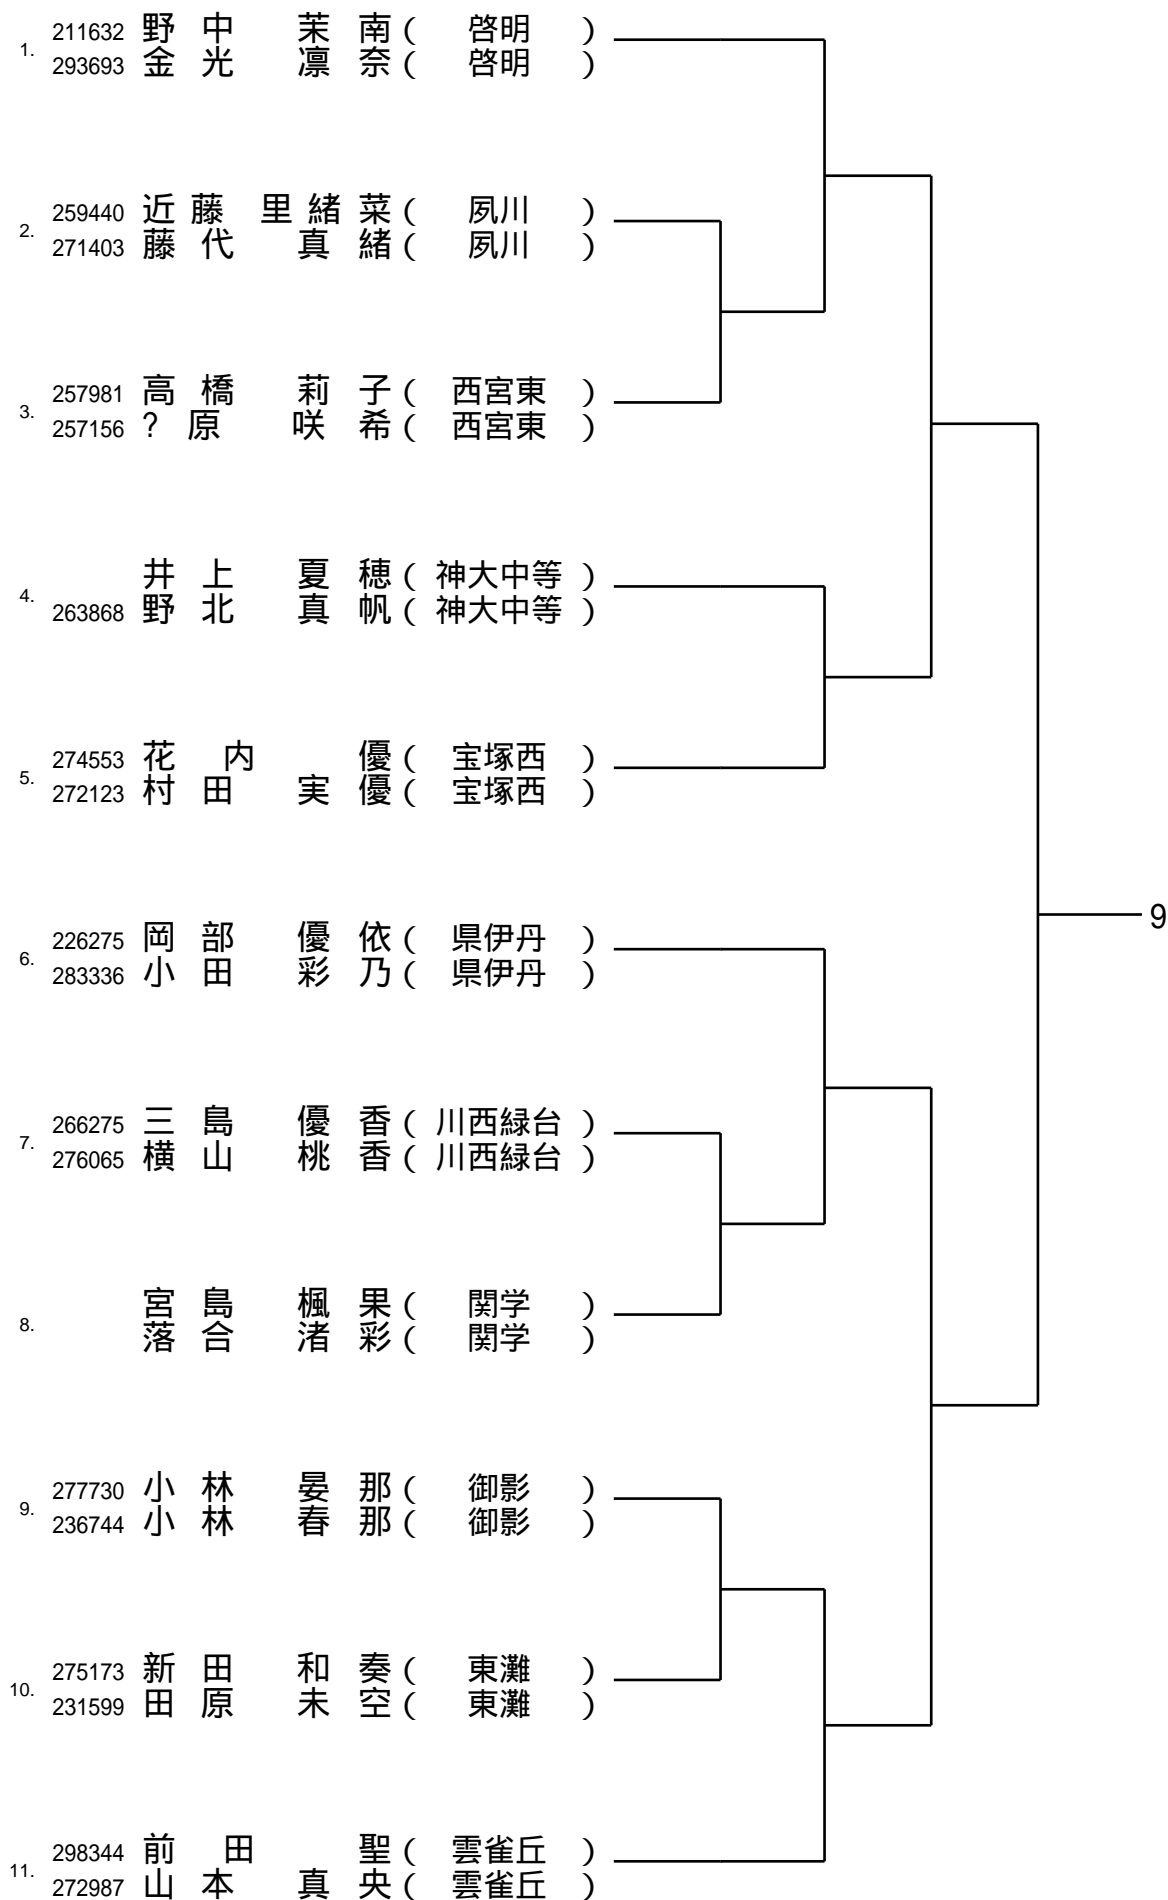 1. 211632 野中 茉南 ( 啓明 )
293693 金光 凛奈 ( 啓明 )
2. 259440 近藤 里緒菜 ( 夙川 )
271403 藤代 真緒 ( 夙川 )
3. 257981 高橋 莉子 ( 西宮東 )
257156 ?原 咲希 ( 西宮東 )
4. 井上 夏穂 ( 神大中等 )
263868 野北 真帆 ( 神大中等 )
5. 274553 花内 優 ( 宝塚西 )
272123 村田 実優 ( 宝塚西 )
9
6. 226275 岡部 優依 ( 県伊丹 )
283336 小田 彩乃 ( 県伊丹 )
7. 266275 三島 優香 ( 川西緑台 )
276065 横山 桃香 ( 川西緑台 )
8. 宮島 楓果 ( 関学 )
落合 渚彩 ( 関学 )
9. 277730 小林 晏那 ( 御影 )
236744 小林 春那 ( 御影 )
10. 275173 新田 和奏 ( 東灘 )
231599 田原 未空 ( 東灘 )
11. 298344 前田 聖 ( 雲雀丘 )
272987 山本 真央 ( 雲雀丘 )